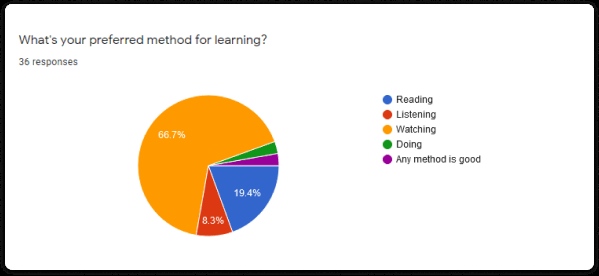 What's your preferred method for learning?
36 responses
Reading
Listening
Watching
Doing
Any method is good
66.7%
19.4%
8.3%